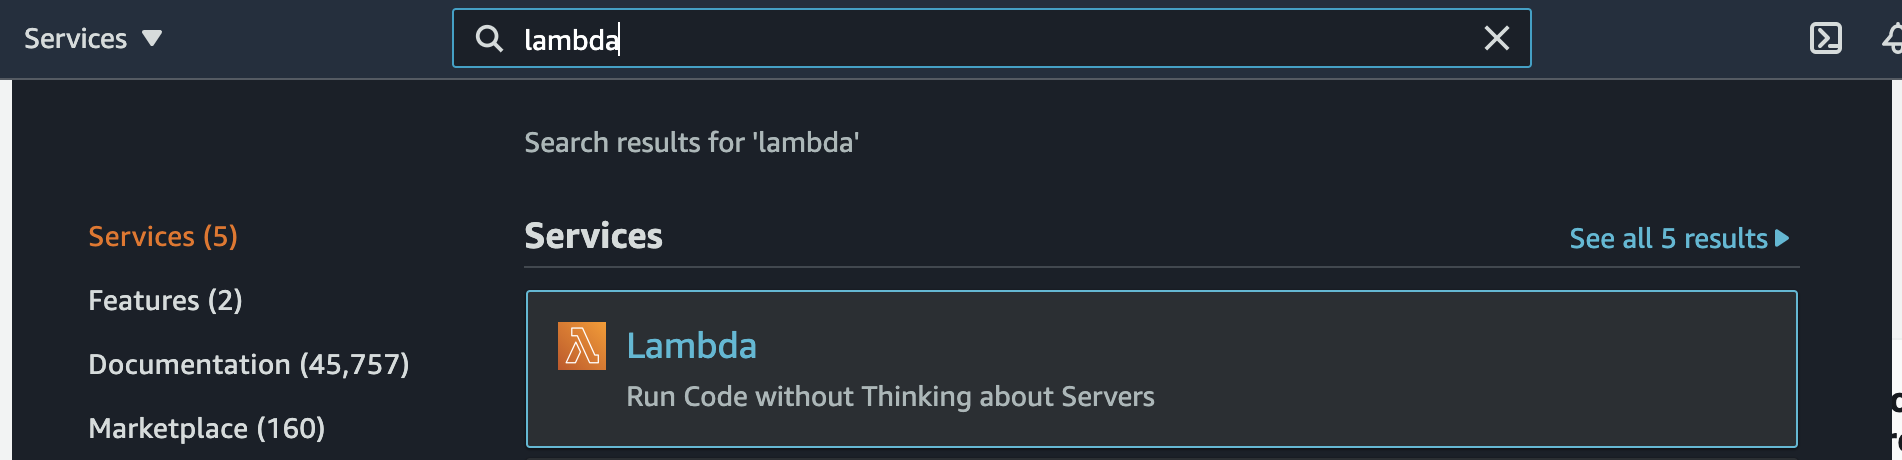 Services
lambda
Search results for 'lambda'
Services (5)
Features (2)
Documentation (45,757)
Marketplace (160)
Services
See all 5 results
Lambda
Run Code without Thinking about Servers